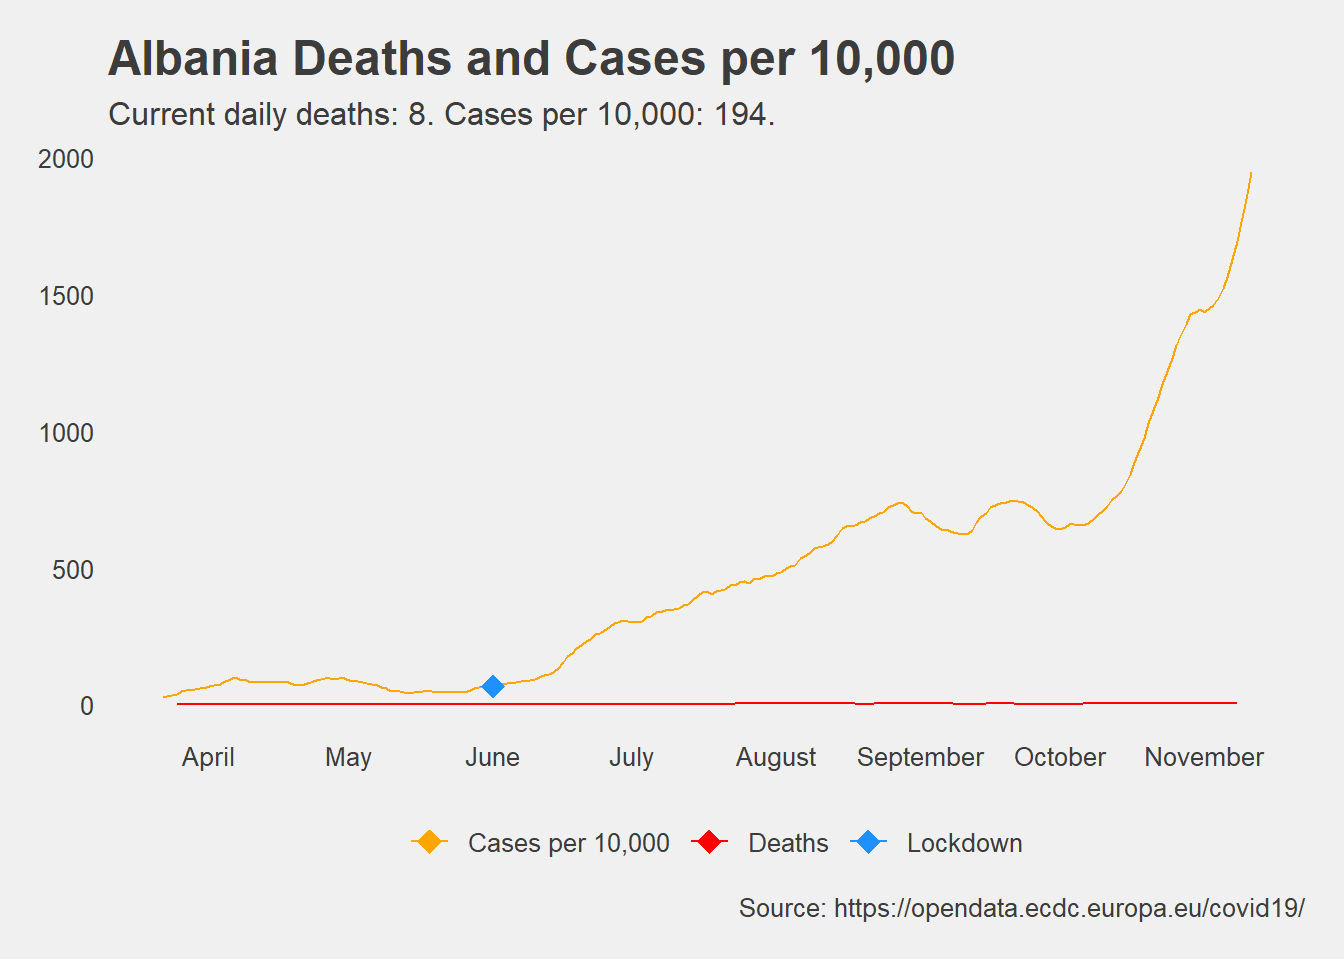 Albania Deaths and Cases per 10,000
Current daily deaths: 8. Cases per 10,000: 194.
2000
1500
1000
500
0
April May June July August September October November
Cases per 10,000 Deaths Lockdown
Source: https://opendata.ecdc.europa.eu/covid19/